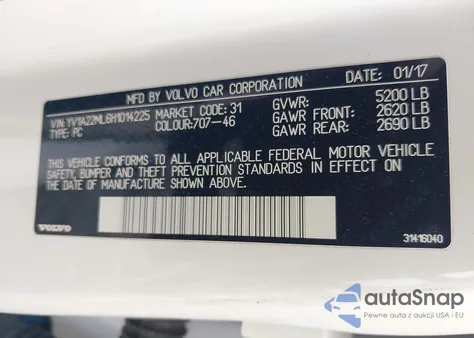 MFD BY VOLVO CAR CORPORATION DATE: 01/17
VIN: YV1A22ML6H1014225 MARKET CODE: 31 GVWR: 5200 LB
TYPE: PC COLOUR: 707-46 GAWR FRONT: 2620 LB
GAWR REAR: 2690 LB
THIS VEHICLE CONFORMS TO ALL APPLICABLE FEDERAL MOTOR VEHICLE
SAFETY, BUMPER AND THEFT PREVENTION STANDARDS IN EFFECT ON
THE DATE OF MANUFACTURE SHOWN ABOVE.
VOLVO 31416040
autoSnap
Pewne auta z aukcji USA i EU